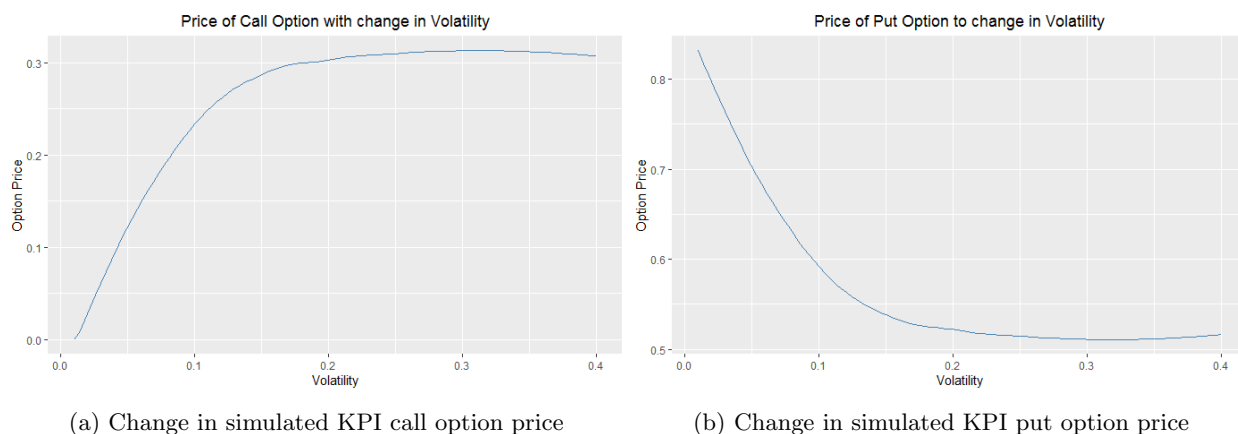 Price of Call Option with change in Volatility
Option Price
0.3
0.2
0.1
0.0
0.0 0.1 0.2 0.3 0.4
Volatility
(a) Change in simulated KPI call option price
Price of Put Option to change in Volatility
Option Price
0.8
0.7
0.6
0.5
0.0 0.1 0.2 0.3 0.4
Volatility
(b) Change in simulated KPI put option price